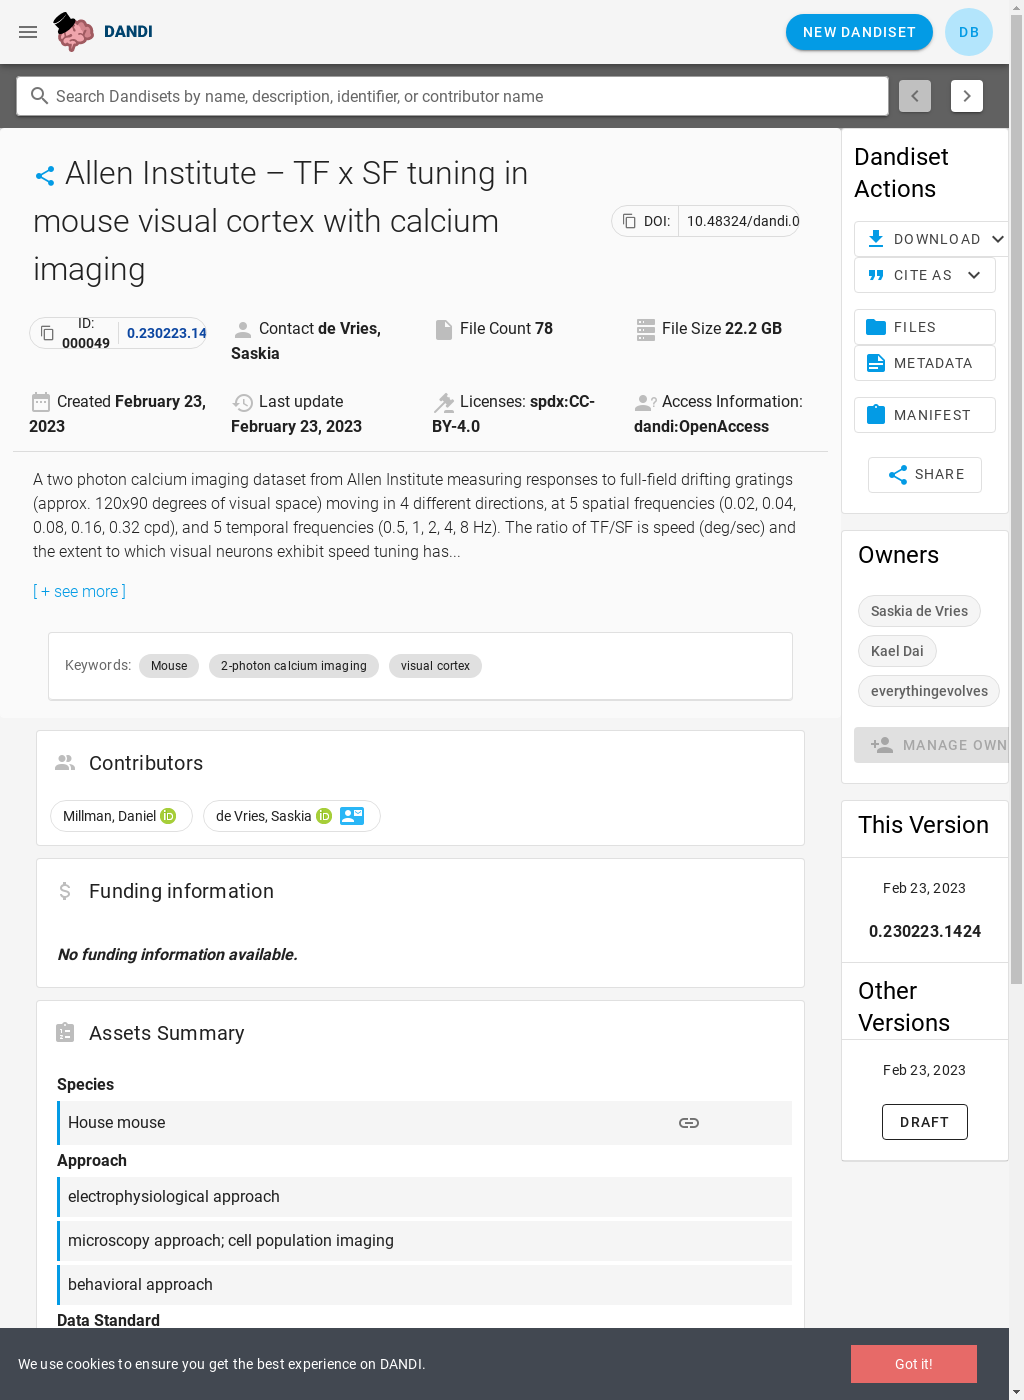 DANDI
NEW DANDISET
DB
Search Dandisets by name, description, identifier, or contributor name
Allen Institute – TF x SF tuning in
mouse visual cortex with calcium
imaging
DOI: 10.48324/dandi.0
ID:
000049
0.230223.14
Contact de Vries,
Saskia
File Count 78
File Size 22.2 GB
Created February 23,
2023
Last update
February 23, 2023
Licenses: spdx:CC-
BY-4.0
Access Information:
dandi:OpenAccess
A two photon calcium imaging dataset from Allen Institute measuring responses to full-field drifting gratings
(approx. 120x90 degrees of visual space) moving in 4 different directions, at 5 spatial frequencies (0.02, 0.04,
0.08, 0.16, 0.32 cpd), and 5 temporal frequencies (0.5, 1, 2, 4, 8 Hz). The ratio of TF/SF is speed (deg/sec) and
the extent to which visual neurons exhibit speed tuning has...
[ + see more ]
Keywords: Mouse 2-photon calcium imaging visual cortex
Contributors
Millman, Daniel iD de Vries, Saskia iD
Funding information
No funding information available.
Assets Summary
Species
House mouse
Approach
electrophysiological approach
microscopy approach; cell population imaging
behavioral approach
Data Standard
Dandiset
Actions
DOWNLOAD
CITE AS
FILES
METADATA
MANIFEST
SHARE
Owners
Saskia de Vries
Kael Dai
everythingevolves
MANAGE OWN
This Version
Feb 23, 2023
0.230223.1424
Other
Versions
Feb 23, 2023
DRAFT
We use cookies to ensure you get the best experience on DANDI.
Got it!